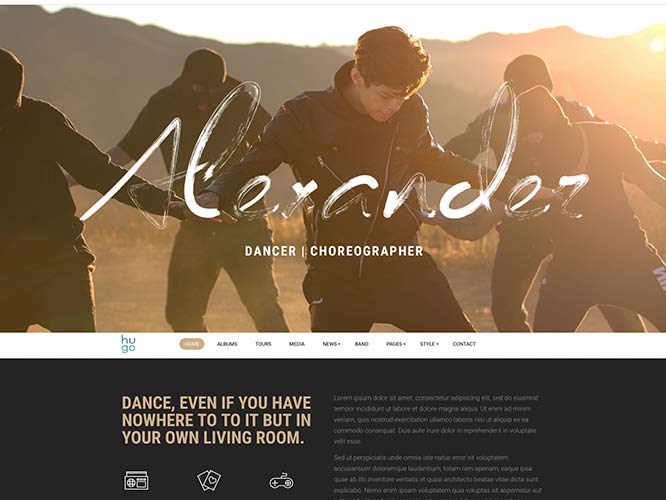 Alexander
DANCER | CHOREOGRAPHER
hu
go
HOME ALBUMS TOURS MEDIA NEWS BAND PAGES STYLE CONTACT
DANCE, EVEN IF YOU HAVE
NOWHERE TO TO IT BUT IN
YOUR OWN LIVING ROOM.
Lorem ipsum dolor sit amet, consectetur adipiscing elit, sed do eiusmod
tempor incididunt ut labore et dolore magna aliqua. Ut enim ad minim
veniam, quis nostrud exercitation ullamco laboris nisi ut aliquip ex ea
commodo consequat. Duis aute irure dolor in reprehenderit in voluptate
velit esse.
Sed ut perspiciatis unde omnis iste natus error sit voluptatem
accusantium doloremque laudantium, totam rem aperiam, eaque ipsa
quae ab illo inventore veritatis et quasi architecto beatae vitae dicta sunt
explicabo. Nemo enim ipsam voluptatem quia voluptas sit aspernatur aut